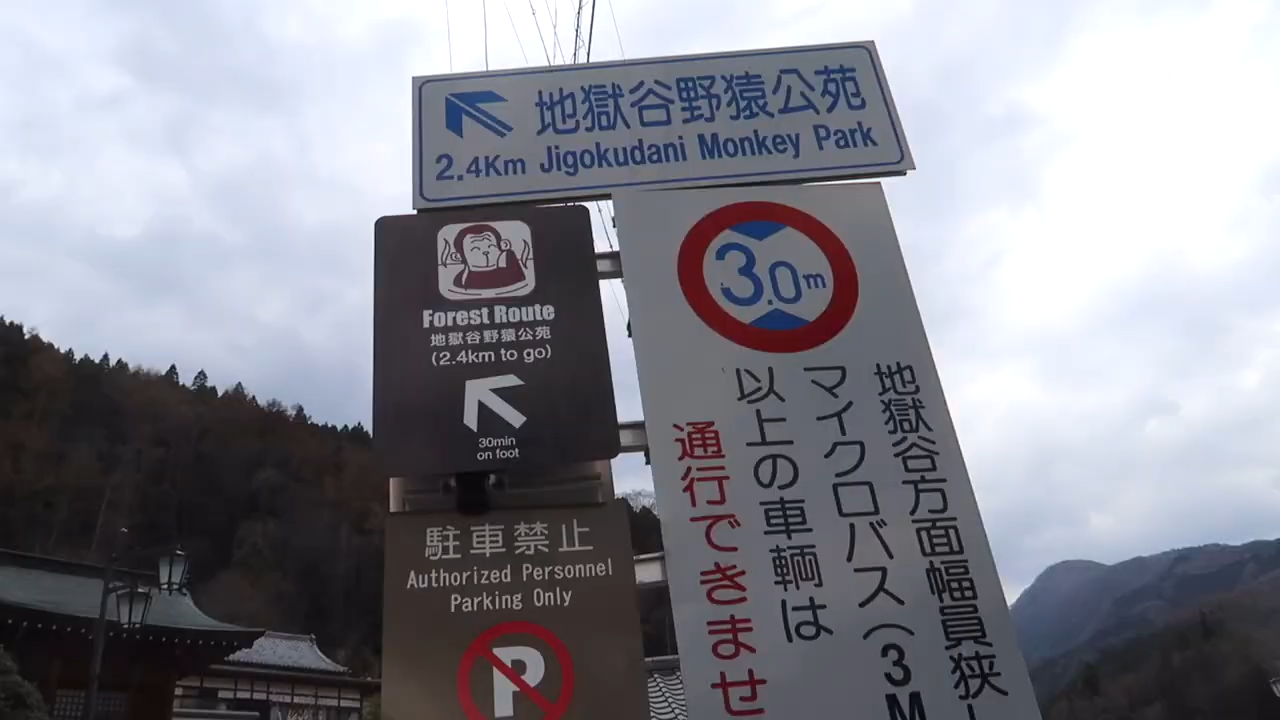 地獄谷野猿公苑
2.4Km Jigokudani Monkey Park
Forest Route
地獄谷野猿公苑
(2.4km to go)
30min
on foot
駐車禁止
Authorized Personnel
Parking Only
P
3.0m
地獄谷方面幅員狭
マイクロバス(3M
以上の車輌は
通行できませ